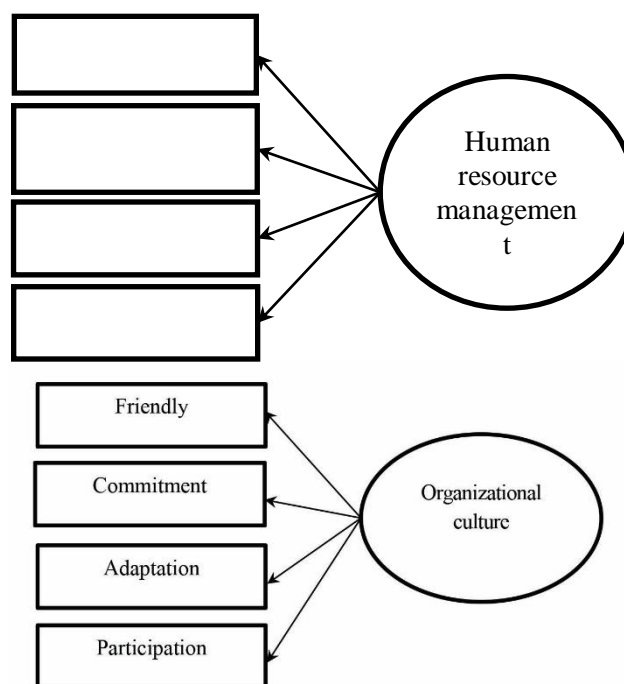 Human
resource
managemen
t
Friendly
Commitment
Organizational
culture
Adaptation
Participation